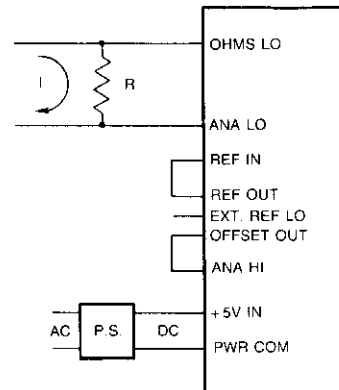 OHMS LO
I
R
ANA LO
REF IN
REF OUT
EXT. REF LO
OFFSET OUT
ANA HI
+5V IN
AC P.S. DC
PWR COM